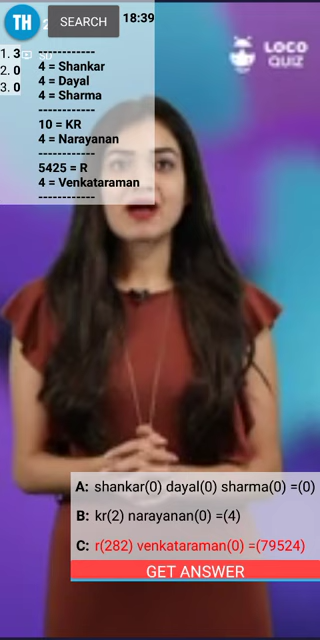 TH
SEARCH
18:39
LOCO
QUIZ
1. 3
2. 0
3. 0
------------
4 = Shankar
4 = Dayal
4 = Sharma
------------
10 = KR
4 = Narayanan
------------
5425 = R
4 = Venkataraman
------------
A: shankar(0) dayal(0) sharma(0) =(0)
B: kr(2) narayanan(0) =(4)
C: r(282) venkataraman(0) =(79524)
GET ANSWER